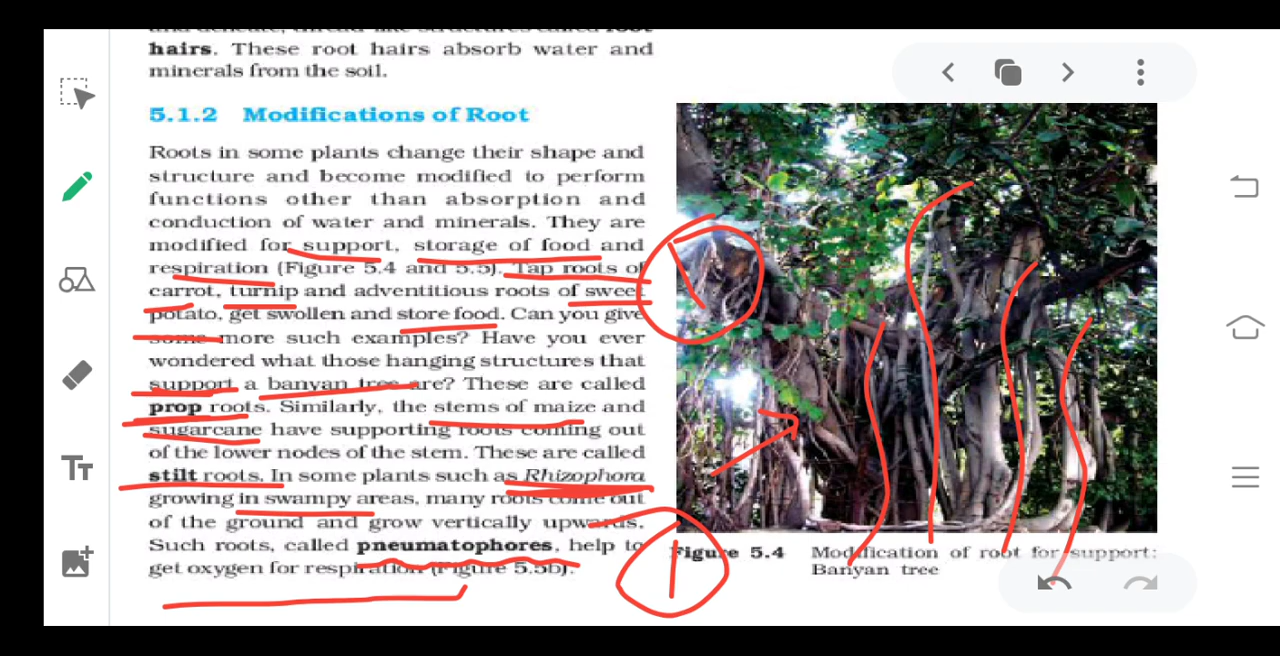 hairs. These root hairs absorb water and
minerals from the soil.
5.1.2 Modifications of Root
Roots in some plants change their shape and
structure and become modified to perform
functions other than absorption and
conduction of water and minerals. They are
modified for support, storage of food and
respiration (Figure 5.4 and 5.5). Tap roots of
carrot, turnip and adventitious roots of sweet
potato, get swollen and store food. Can you give
some more such examples? Have you ever
wondered what those hanging structures that
support a banyan tree are? These are called
prop roots. Similarly, the stems of maize and
sugarcane have supporting roots coming out
of the lower nodes of the stem. These are called
stilt roots. In some plants such as Rhizophora
growing in swampy areas, many roots come out
of the ground and grow vertically upwards.
Such roots, called pneumatophores, help to
get oxygen for respiration (Figure 5.5b).
Figure 5.4 Modification of root for support:
Banyan tree
TT